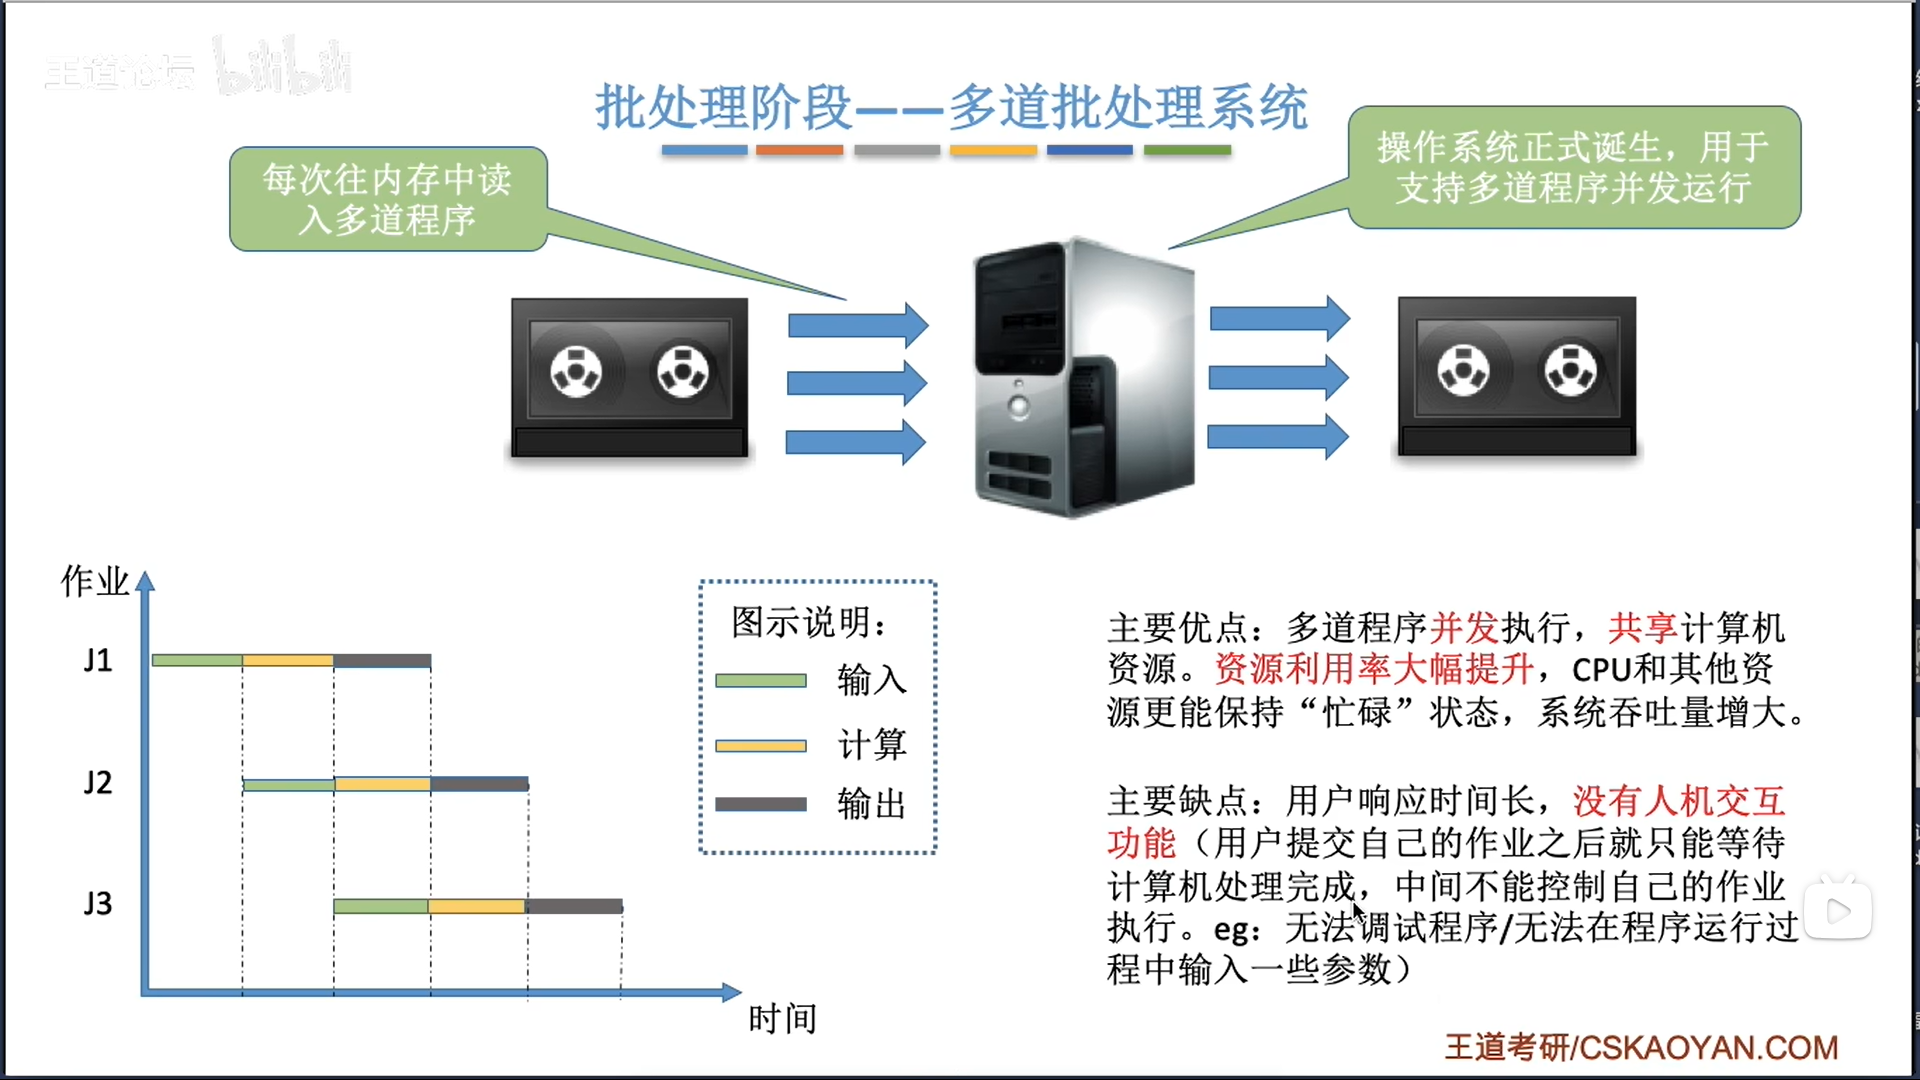 王道论坛 bilibili
批处理阶段——多道批处理系统
每次往内存中读
入多道程序
操作系统正式诞生，用于
支持多道程序并发运行
作业
J1
J2
J3
时间
图示说明：
输入
计算
输出
主要优点：多道程序并发执行，共享计算机
资源。资源利用率大幅提升，CPU和其他资
源更能保持“忙碌”状态，系统吞吐量增大。
主要缺点：用户响应时间长，没有人机交互
功能（用户提交自己的作业之后就只能等待
计算机处理完成，中间不能控制自己的作业
执行。eg：无法调试程序/无法在程序运行过
程中输入一些参数）
王道考研/CSKAOYAN.COM